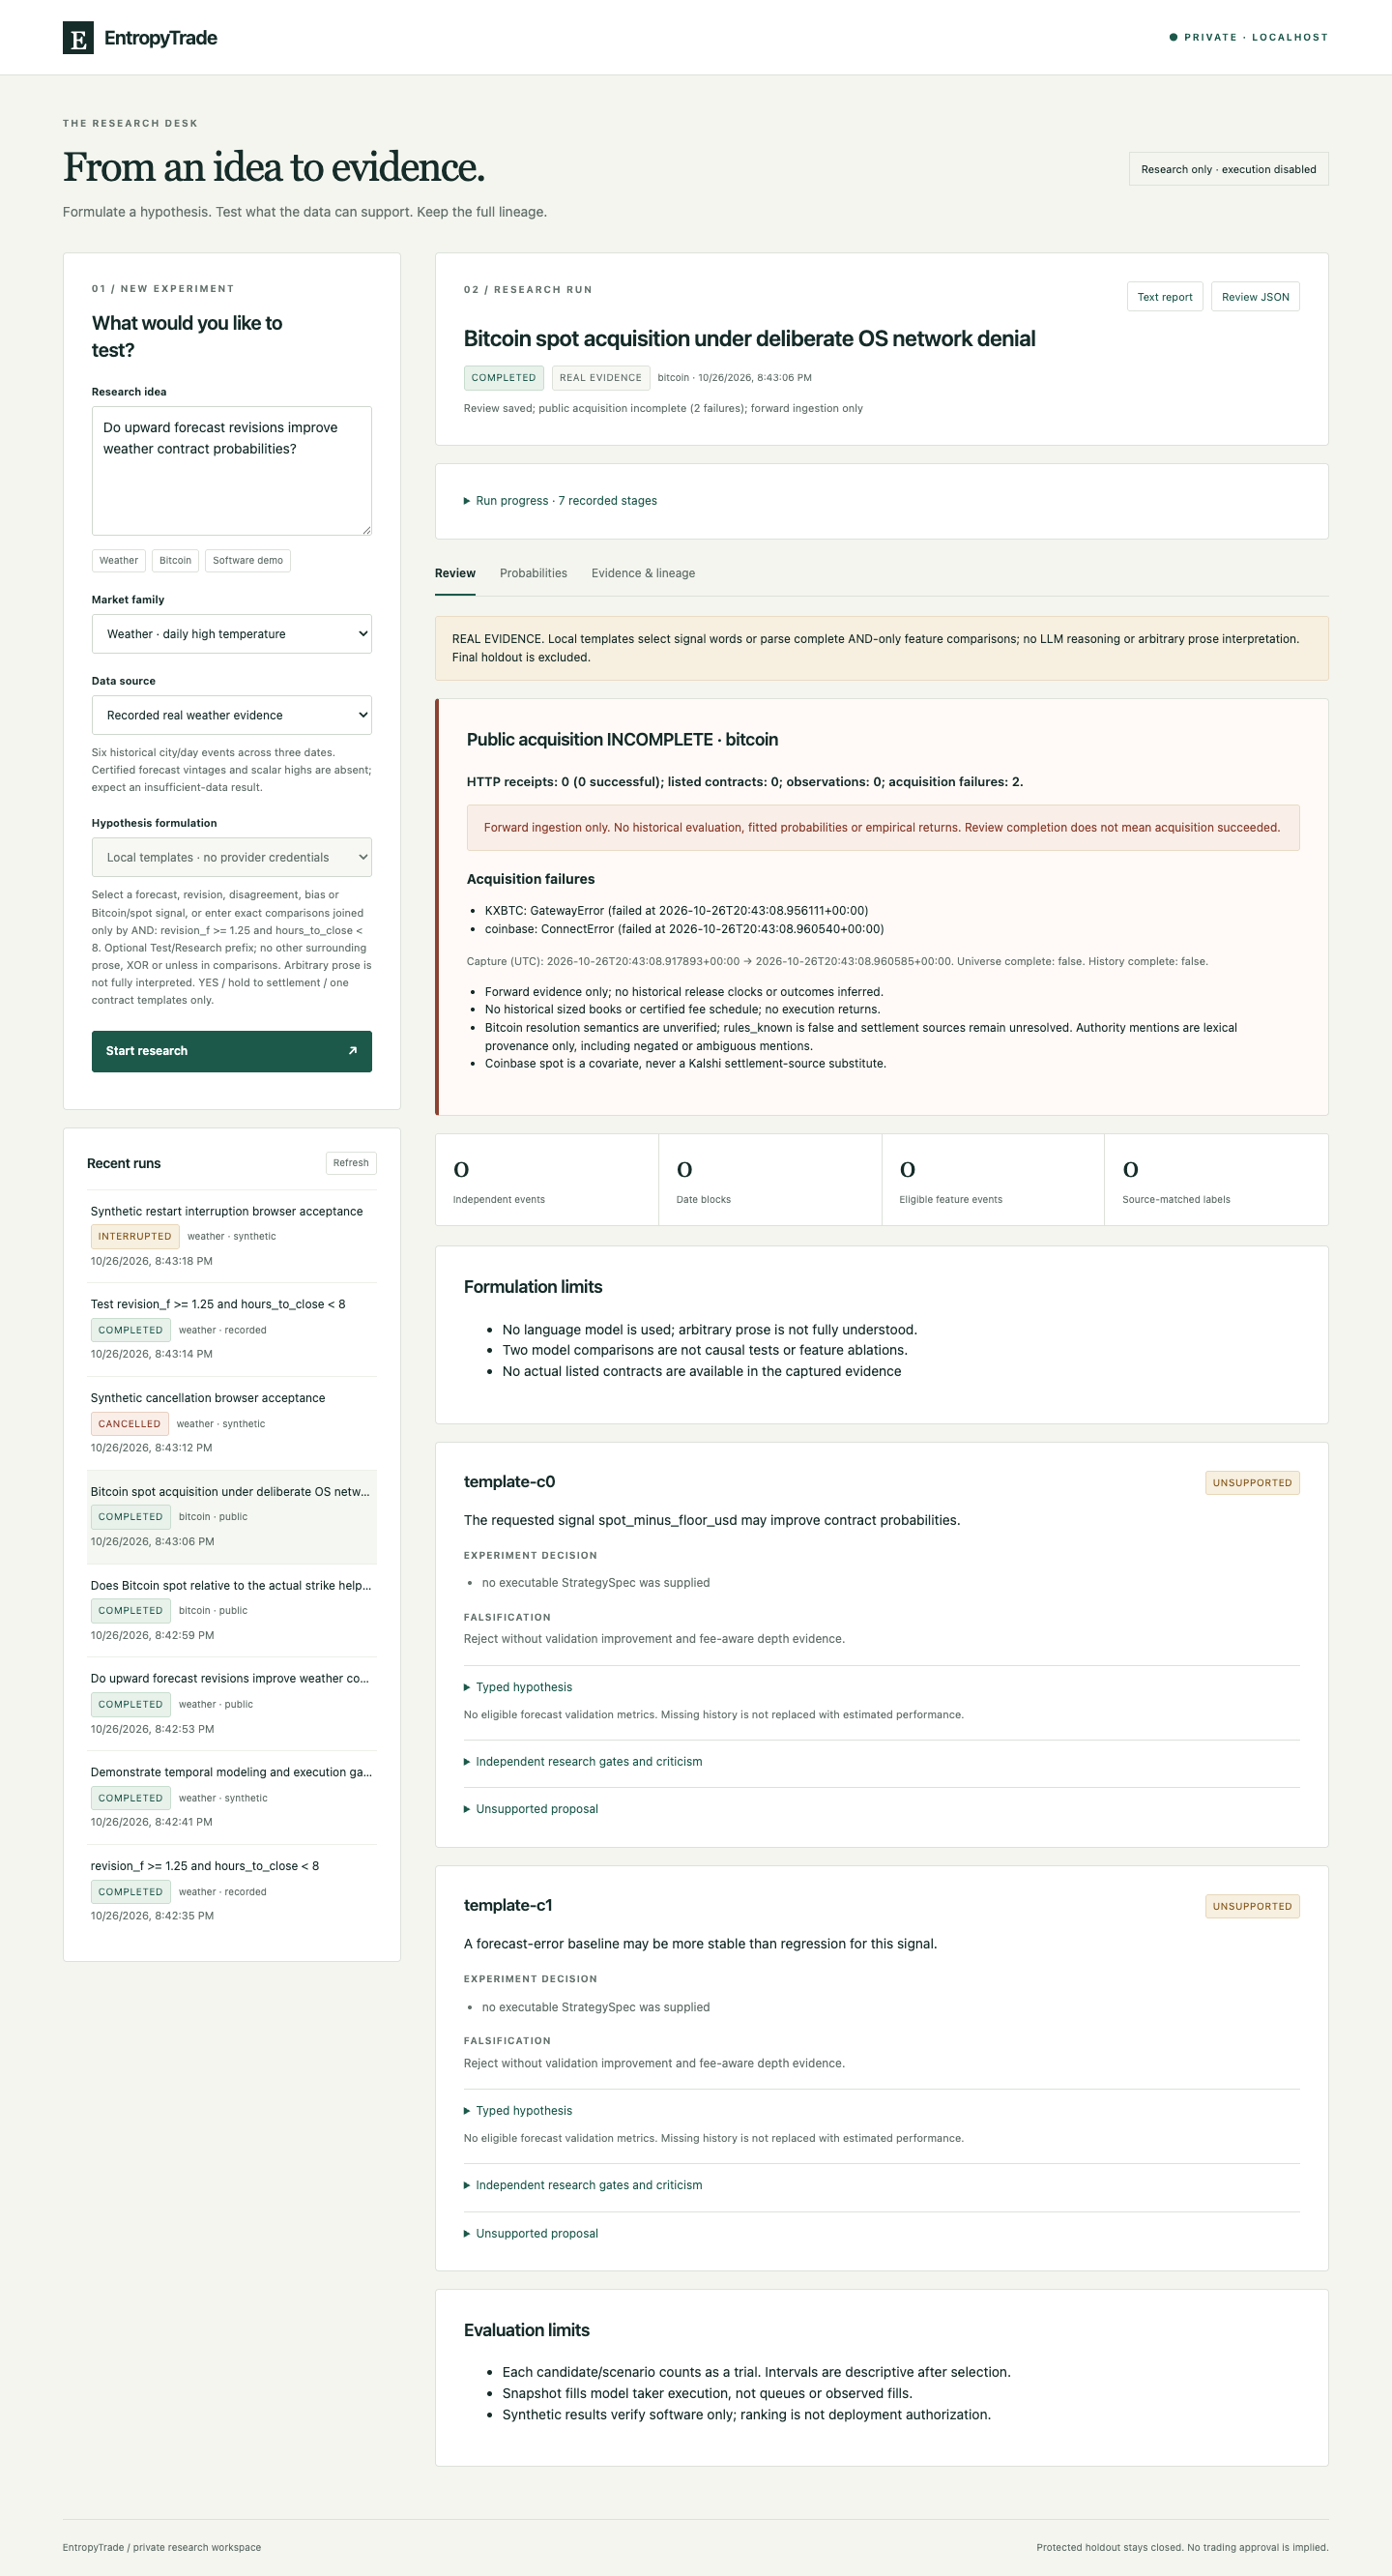 E EntropyTrade
PRIVATE · LOCALHOST
THE RESEARCH DESK
From an idea to evidence.
Research only · execution disabled
Formulate a hypothesis. Test what the data can support. Keep the full lineage.
01 / NEW EXPERIMENT
What would you like to
test?
Research idea
Do upward forecast revisions improve
weather contract probabilities?
Weather Bitcoin Software demo
Market family
Weather · daily high temperature
Data source
Recorded real weather evidence
Six historical city/day events across three dates.
Certified forecast vintages and scalar highs are absent;
expect an insufficient-data result.
Hypothesis formulation
Local templates · no provider credentials
Select a forecast, revision, disagreement, bias or
Bitcoin/spot signal, or enter exact comparisons joined
only by AND: revision_f >= 1.25 and hours_to_close <
8. Optional Test/Research prefix; no other surrounding
prose, XOR or unless in comparisons. Arbitrary prose is
not fully interpreted. YES / hold to settlement / one
contract templates only.
Start research ↗
Recent runs
Refresh
Synthetic restart interruption browser acceptance
INTERRUPTED weather · synthetic
10/26/2026, 8:43:18 PM
Test revision_f >= 1.25 and hours_to_close < 8
COMPLETED weather · recorded
10/26/2026, 8:43:14 PM
Synthetic cancellation browser acceptance
CANCELLED weather · synthetic
10/26/2026, 8:43:12 PM
Bitcoin spot acquisition under deliberate OS netw...
COMPLETED bitcoin · public
10/26/2026, 8:43:06 PM
Does Bitcoin spot relative to the actual strike help...
COMPLETED bitcoin · public
10/26/2026, 8:42:59 PM
Do upward forecast revisions improve weather co...
COMPLETED weather · public
10/26/2026, 8:42:53 PM
Demonstrate temporal modeling and execution ga...
COMPLETED weather · synthetic
10/26/2026, 8:42:41 PM
revision_f >= 1.25 and hours_to_close < 8
COMPLETED weather · recorded
10/26/2026, 8:42:35 PM
02 / RESEARCH RUN
Text report Review JSON
Bitcoin spot acquisition under deliberate OS network denial
COMPLETED REAL EVIDENCE bitcoin · 10/26/2026, 8:43:06 PM
Review saved; public acquisition incomplete (2 failures); forward ingestion only
▶ Run progress · 7 recorded stages
Review Probabilities Evidence & lineage
REAL EVIDENCE. Local templates select signal words or parse complete AND-only feature comparisons; no LLM reasoning or arbitrary prose interpretation.
Final holdout is excluded.
Public acquisition INCOMPLETE · bitcoin
HTTP receipts: 0 (0 successful); listed contracts: 0; observations: 0; acquisition failures: 2.
Forward ingestion only. No historical evaluation, fitted probabilities or empirical returns. Review completion does not mean acquisition succeeded.
Acquisition failures
• KXBTC: GatewayError (failed at 2026-10-26T20:43:08.956111+00:00)
• coinbase: ConnectError (failed at 2026-10-26T20:43:08.960540+00:00)
Capture (UTC): 2026-10-26T20:43:08.917893+00:00 → 2026-10-26T20:43:08.960585+00:00. Universe complete: false. History complete: false.
• Forward evidence only; no historical release clocks or outcomes inferred.
• No historical sized books or certified fee schedule; no execution returns.
• Bitcoin resolution semantics are unverified; rules_known is false and settlement sources remain unresolved. Authority mentions are lexical
provenance only, including negated or ambiguous mentions.
• Coinbase spot is a covariate, never a Kalshi settlement-source substitute.
0 0 0 0
Independent events Date blocks Eligible feature events Source-matched labels
Formulation limits
• No language model is used; arbitrary prose is not fully understood.
• Two model comparisons are not causal tests or feature ablations.
• No actual listed contracts are available in the captured evidence
template-c0
UNSUPPORTED
The requested signal spot_minus_floor_usd may improve contract probabilities.
EXPERIMENT DECISION
• no executable StrategySpec was supplied
FALSIFICATION
Reject without validation improvement and fee-aware depth evidence.
▶ Typed hypothesis
No eligible forecast validation metrics. Missing history is not replaced with estimated performance.
▶ Independent research gates and criticism
▶ Unsupported proposal
template-c1
UNSUPPORTED
A forecast-error baseline may be more stable than regression for this signal.
EXPERIMENT DECISION
• no executable StrategySpec was supplied
FALSIFICATION
Reject without validation improvement and fee-aware depth evidence.
▶ Typed hypothesis
No eligible forecast validation metrics. Missing history is not replaced with estimated performance.
▶ Independent research gates and criticism
▶ Unsupported proposal
Evaluation limits
• Each candidate/scenario counts as a trial. Intervals are descriptive after selection.
• Snapshot fills model taker execution, not queues or observed fills.
• Synthetic results verify software only; ranking is not deployment authorization.
EntropyTrade / private research workspace
Protected holdout stays closed. No trading approval is implied.